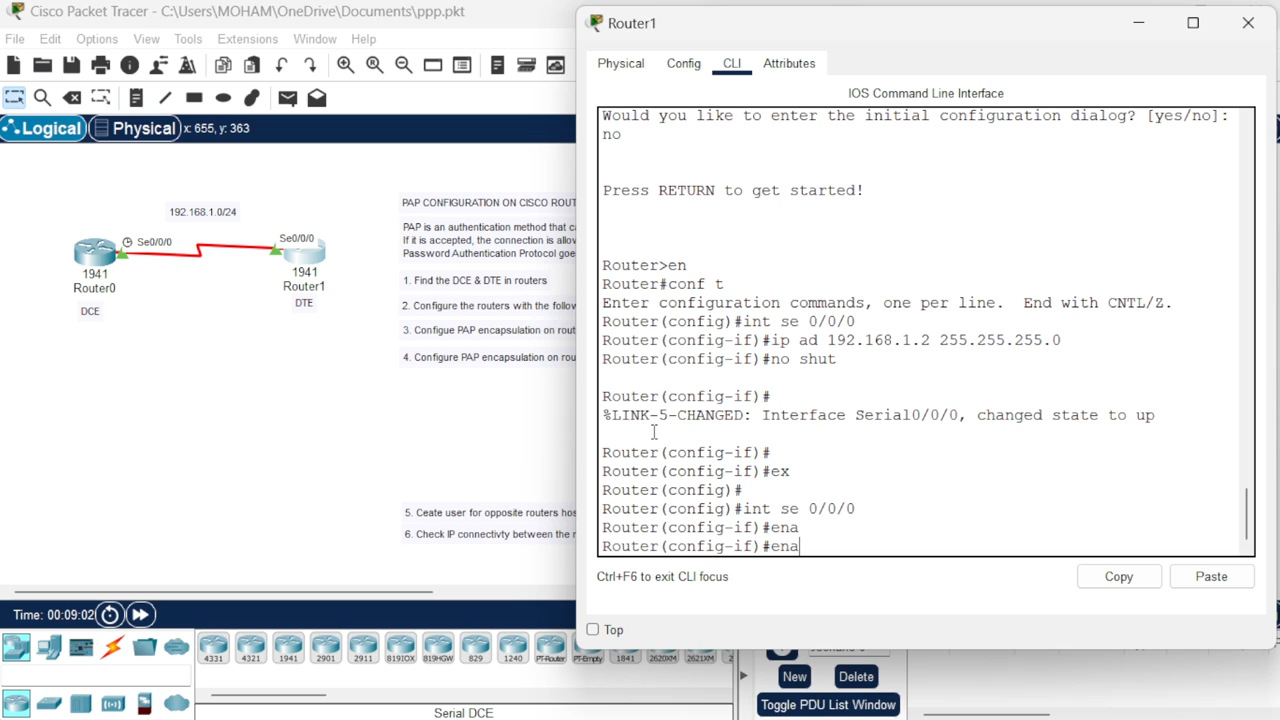 Cisco Packet Tracer - C:\Users\MOHAM\OneDrive\Documents\ppp.pkt
File Edit Options View Tools Extensions Window Help
Logical Physical x: 655, y: 363
192.168.1.0/24
Se0/0/0
Se0/0/0
1941
Router0
1941
Router1
DCE
DTE
PAP CONFIGURATION ON CISCO ROUT
PAP is an authentication method that c
If it is accepted, the connection is allow
Password Authentication Protocol goe
1. Find the DCE & DTE in routers
2. Configure the routers with the follow
3. Configue PAP encapsulation on rout
4. Configure PAP encapsulation on rou
5. Ceate user for opposite routers hos
6. Check IP connectivty between the r
Time: 00:09:02
4331 4321 1941 2901 2911 819IOX 819HGW 829 1240 PT-Router PT-Empty 1841 2620XM 2621XM 2
Serial DCE
New Delete
Toggle PDU List Window
Router1
Physical Config CLI Attributes
IOS Command Line Interface
Would you like to enter the initial configuration dialog? [yes/no]:
no
Press RETURN to get started!
Router>en
Router#conf t
Enter configuration commands, one per line. End with CNTL/Z.
Router(config)#int se 0/0/0
Router(config-if)#ip ad 192.168.1.2 255.255.255.0
Router(config-if)#no shut
Router(config-if)#
%LINK-5-CHANGED: Interface Serial0/0/0, changed state to up
Router(config-if)#
Router(config-if)#ex
Router(config)#
Router(config)#int se 0/0/0
Router(config-if)#ena
Router(config-if)#ena
Ctrl+F6 to exit CLI focus
Copy Paste
Top